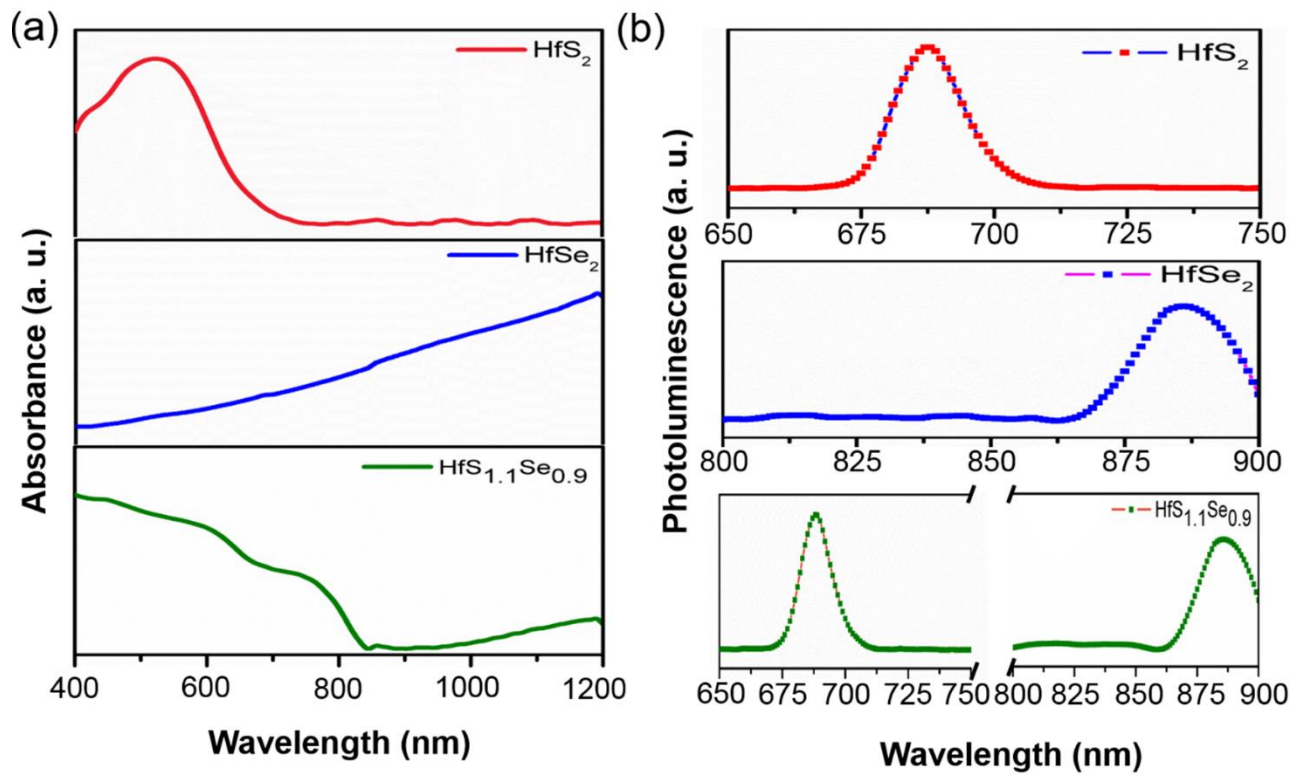 (a)
HfS2
HfSe2
HfS1.1Se0.9
Absorbance (a. u.)
400 600 800 1000 1200
Wavelength (nm)
(b)
HfS2
650 675 700 725 750
HfSe2
800 825 850 875 900
HfS1.1Se0.9
650 675 700 725 750 800 825 850 875 900
Photoluminescence (a. u.)
Wavelength (nm)